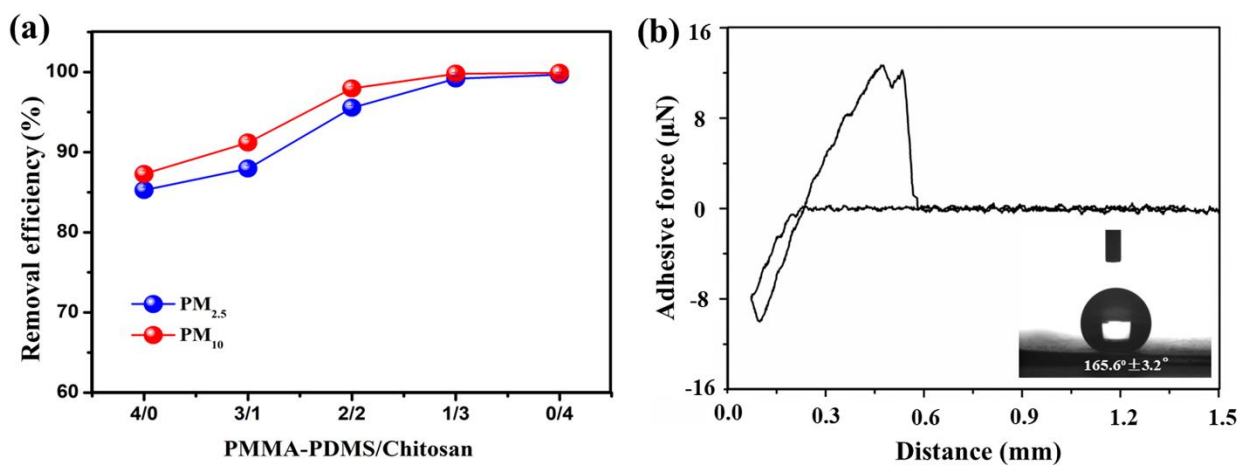 (a)
100
90
80
70
60
Removal efficiency (%)
PM2.5
PM10
4/0 3/1 2/2 1/3 0/4
PMMA-PDMS/Chitosan
(b)
16
8
0
-8
-16
Adhesive force (μN)
165.6°±3.2°
0.0 0.3 0.6 0.9 1.2 1.5
Distance (mm)